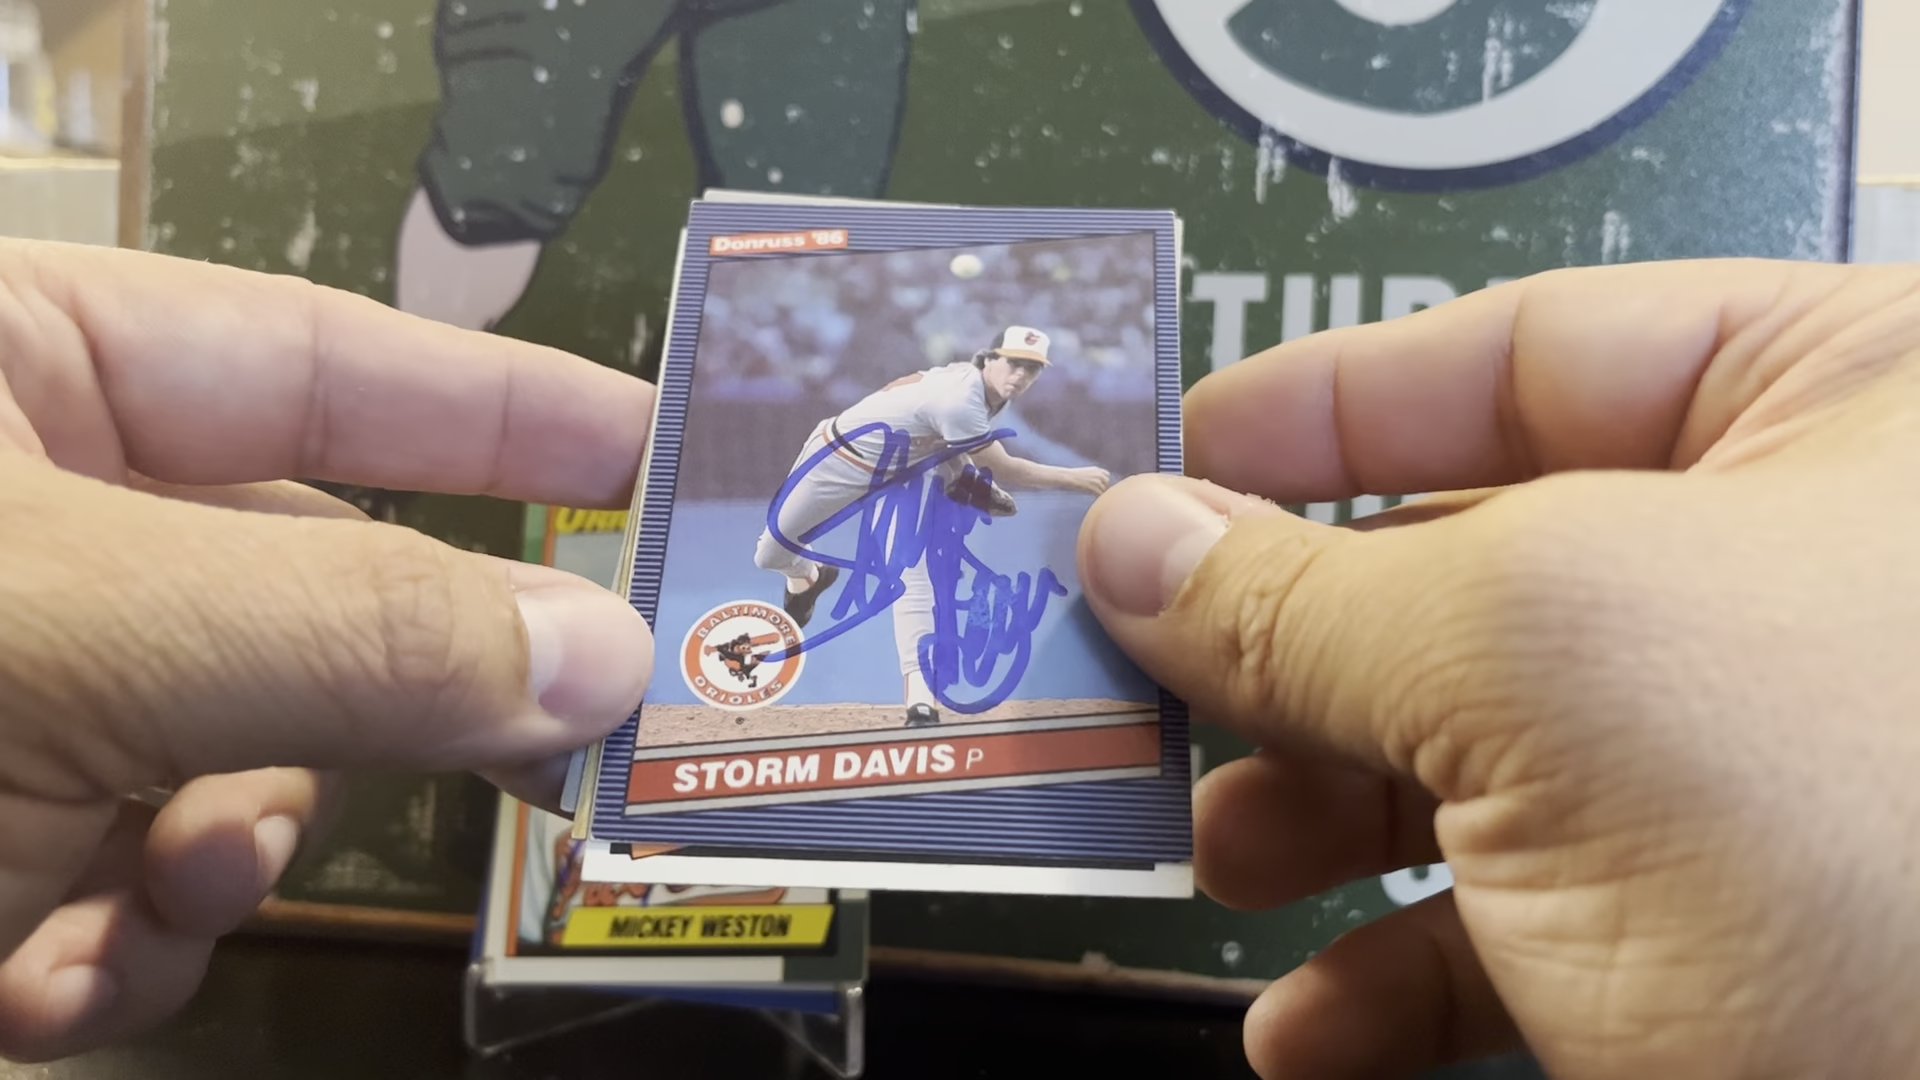 Donruss '86
BALTIMORE
ORIOLES
STORM DAVIS P
MICKEY WESTON